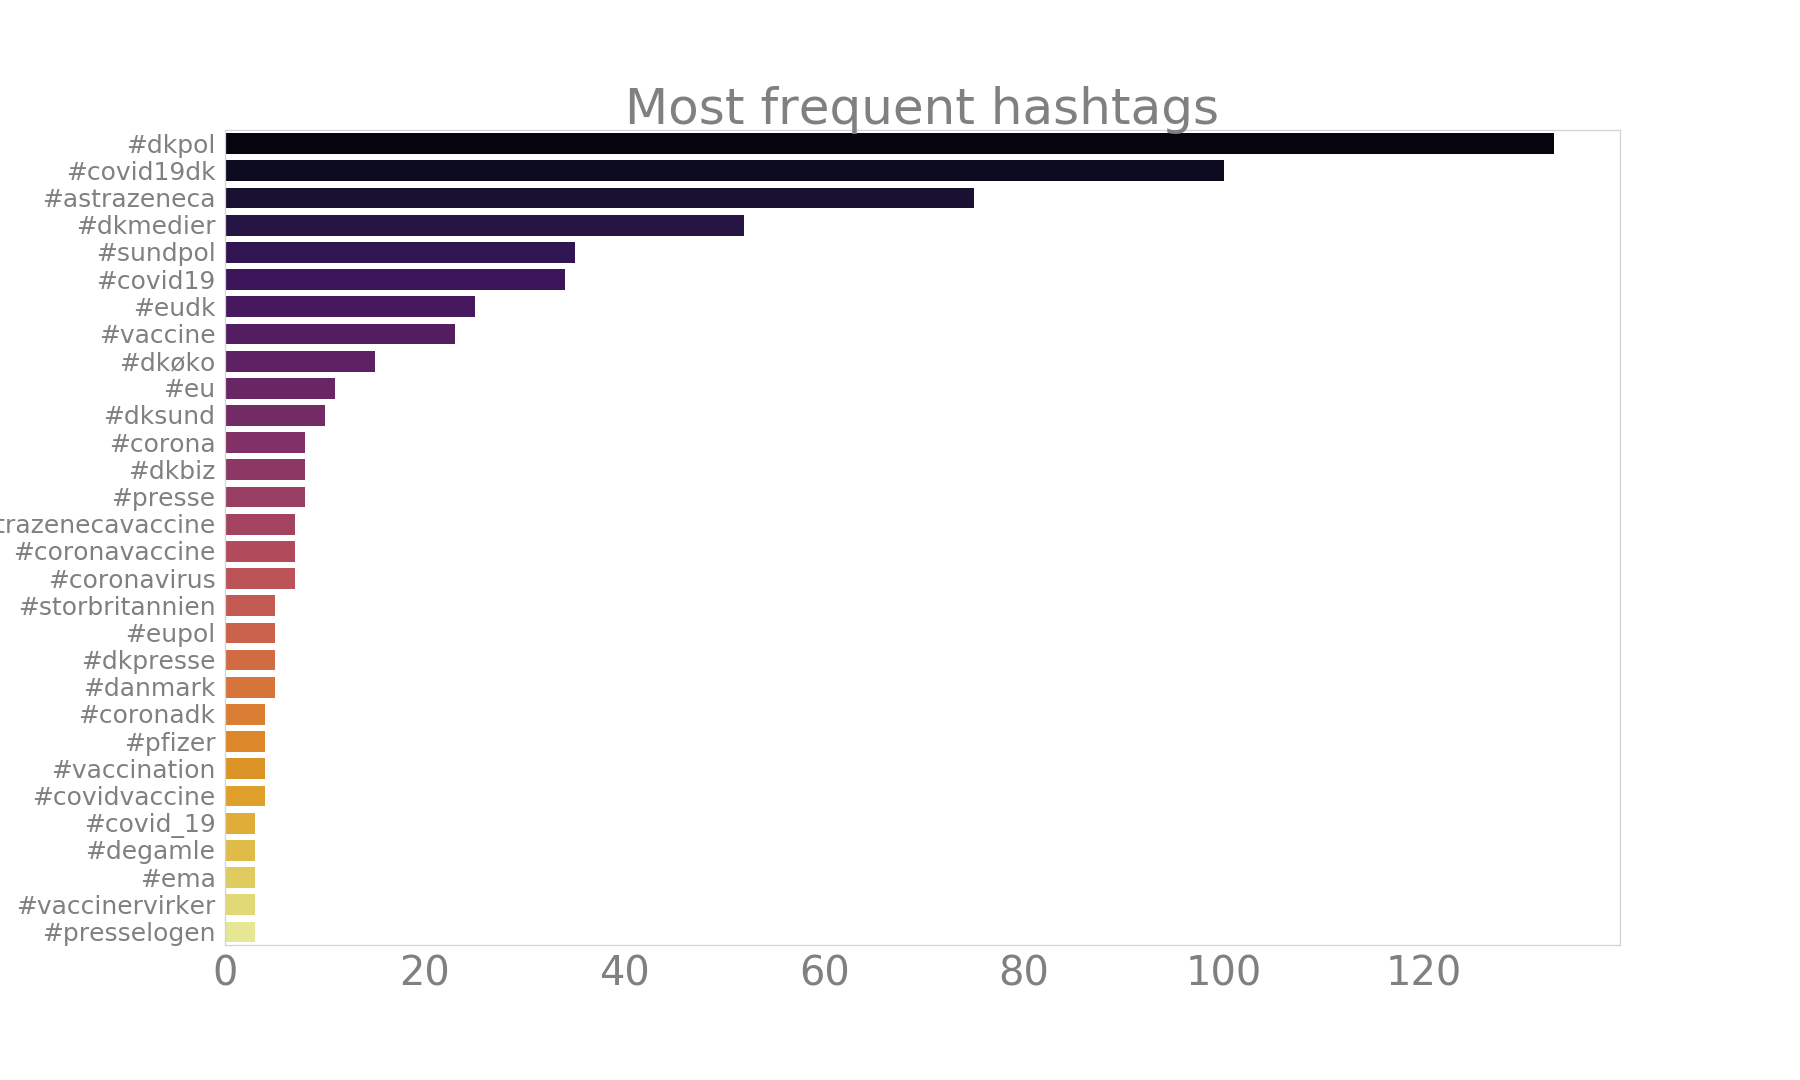 Most frequent hashtags
#dkpol
#covid19dk
#astrazeneca
#dkmedier
#sundpol
#covid19
#eudk
#vaccine
#dkøko
#eu
#dksund
#corona
#dkbiz
#presse
trazenecavaccine
#coronavaccine
#coronavirus
#storbritannien
#eupol
#dkpresse
#danmark
#coronadk
#pfizer
#vaccination
#covidvaccine
#covid_19
#degamle
#ema
#vaccinervirker
#presselogen
0 20 40 60 80 100 120